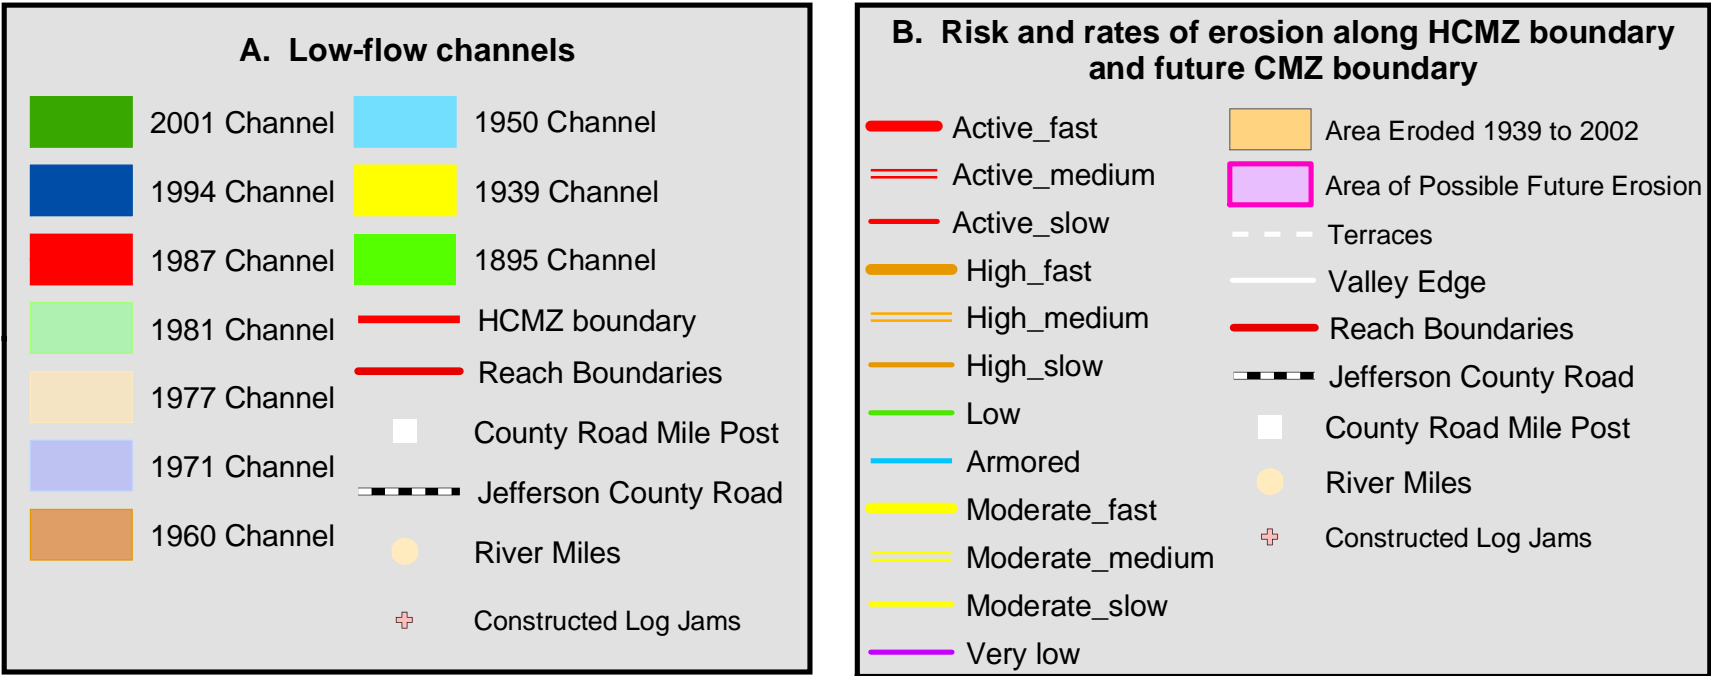 A. Low-flow channels
2001 Channel
1994 Channel
1987 Channel
1981 Channel
1977 Channel
1971 Channel
1960 Channel
1950 Channel
1939 Channel
1895 Channel
HCMZ boundary
Reach Boundaries
County Road Mile Post
Jefferson County Road
River Miles
Constructed Log Jams
B. Risk and rates of erosion along HCMZ boundary
and future CMZ boundary
Active_fast
Active_medium
Active_slow
High_fast
High_medium
High_slow
Low
Armored
Moderate_fast
Moderate_medium
Moderate_slow
Very low
Area Eroded 1939 to 2002
Area of Possible Future Erosion
Terraces
Valley Edge
Reach Boundaries
Jefferson County Road
County Road Mile Post
River Miles
Constructed Log Jams